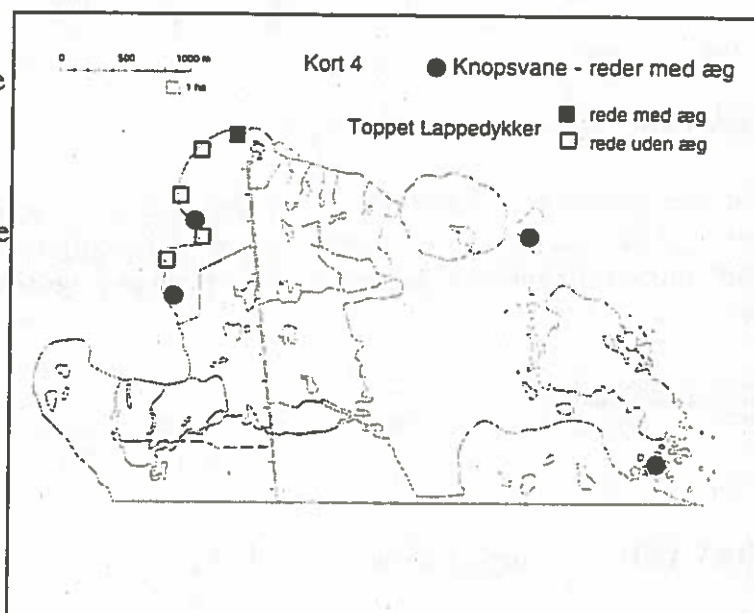 0 500 1000 m
1 ha
Kort 4
Knopsvane - reder med æg
Toppet Lappedykker
rede med æg
rede uden æg